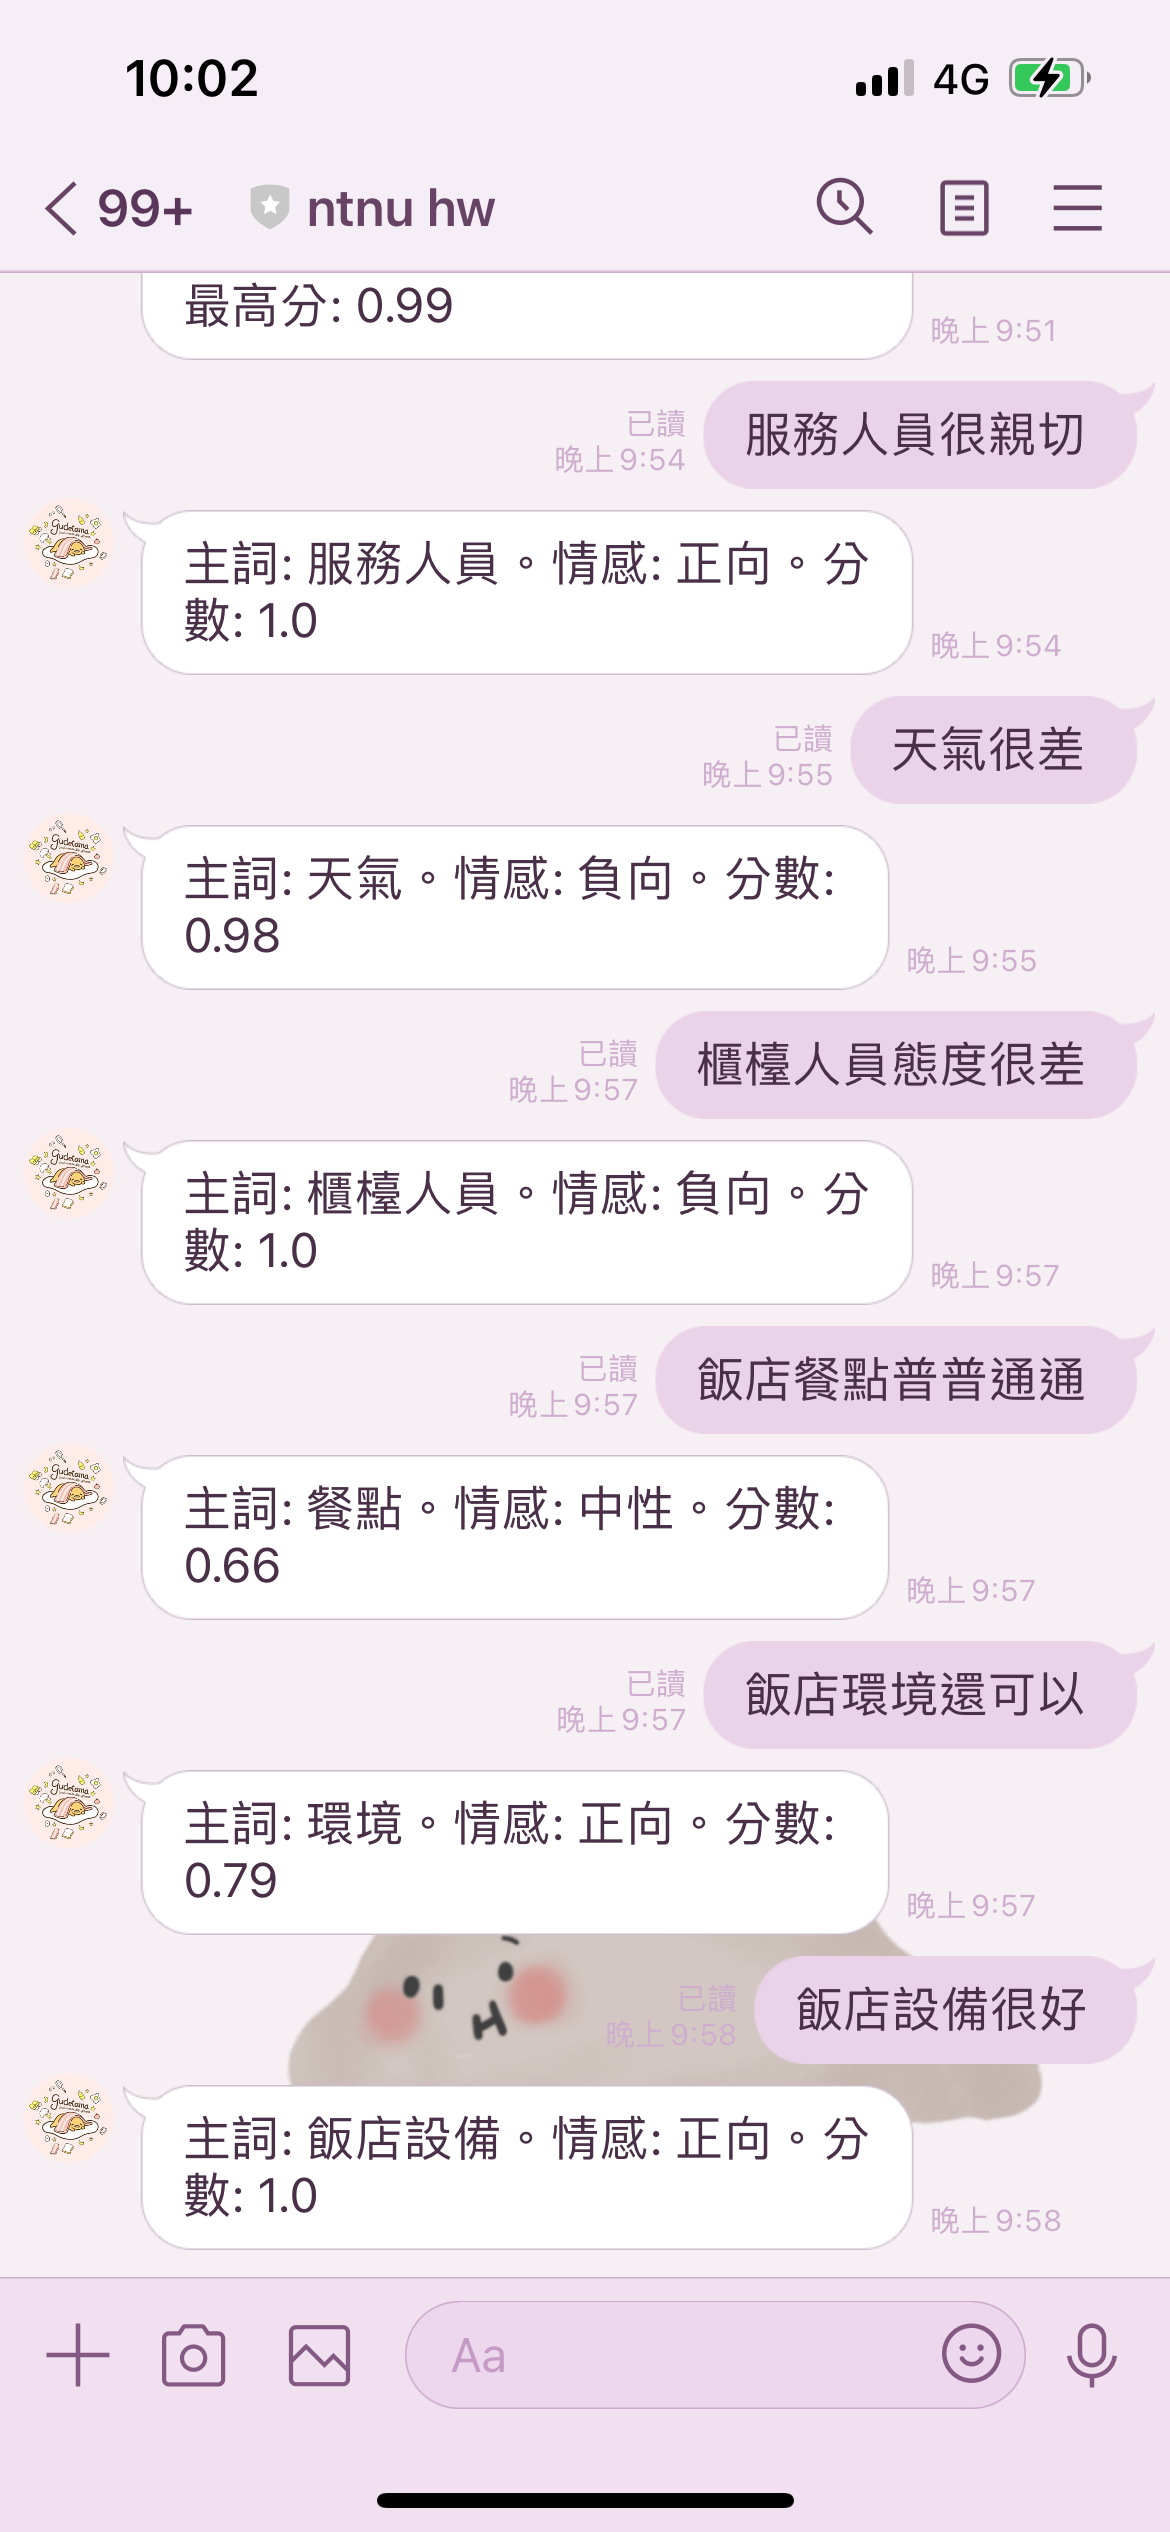 10:02
4G
99+
ntnu hw
最高分: 0.99
晚上 9:51
已讀
晚上 9:54
服務人員很親切
主詞: 服務人員。情感: 正向。分
數: 1.0
晚上 9:54
已讀
晚上 9:55
天氣很差
主詞: 天氣。情感: 負向。分數:
0.98
晚上 9:55
已讀
晚上 9:57
櫃檯人員態度很差
主詞: 櫃檯人員。情感: 負向。分
數: 1.0
晚上 9:57
已讀
晚上 9:57
飯店餐點普普通通
主詞: 餐點。情感: 中性。分數:
0.66
晚上 9:57
已讀
晚上 9:57
飯店環境還可以
主詞: 環境。情感: 正向。分數:
0.79
晚上 9:57
已讀
晚上 9:58
飯店設備很好
主詞: 飯店設備。情感: 正向。分
數: 1.0
晚上 9:58
Aa
gudetama
gudetama
gudetama
gudetama
gudetama
gudetama